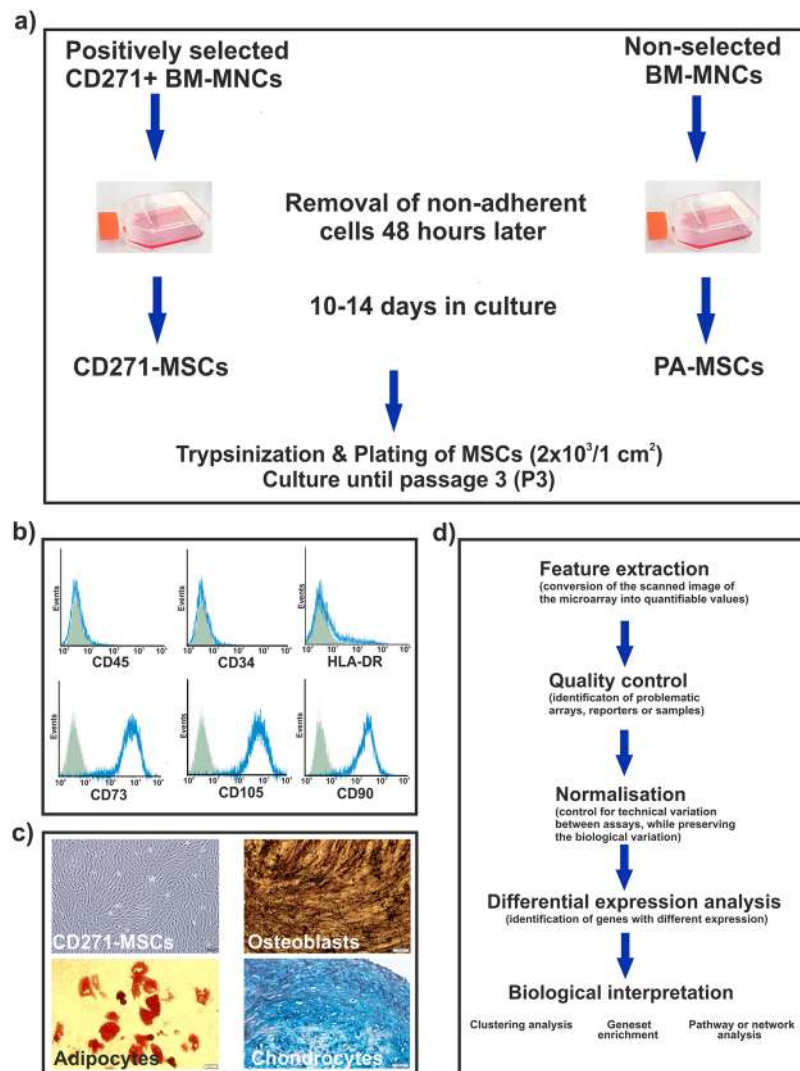 a)
Positively selected
CD271+ BM-MNCs
Non-selected
BM-MNCs
Removal of non-adherent
cells 48 hours later
10-14 days in culture
CD271-MSCs
PA-MSCs
Trypsinization & Plating of MSCs (2x10³/1 cm²)
Culture until passage 3 (P3)
b)
Events
CD45
Events
CD34
Events
HLA-DR
Events
CD73
Events
CD105
Events
CD90
c)
CD271-MSCs
Osteoblasts
Adipocytes
Chondrocytes
d)
Feature extraction
(conversion of the scanned image of
the microarray into quantifiable values)
Quality control
(identificaton of problematic
arrays, reporters or samples)
Normalisation
(control for technical variation
between assays, while preserving
the biological variation)
Differential expression analysis
(identification of genes with different expression)
Biological interpretation
Clustering analysis
Geneset
enrichment
Pathway or network
analysis